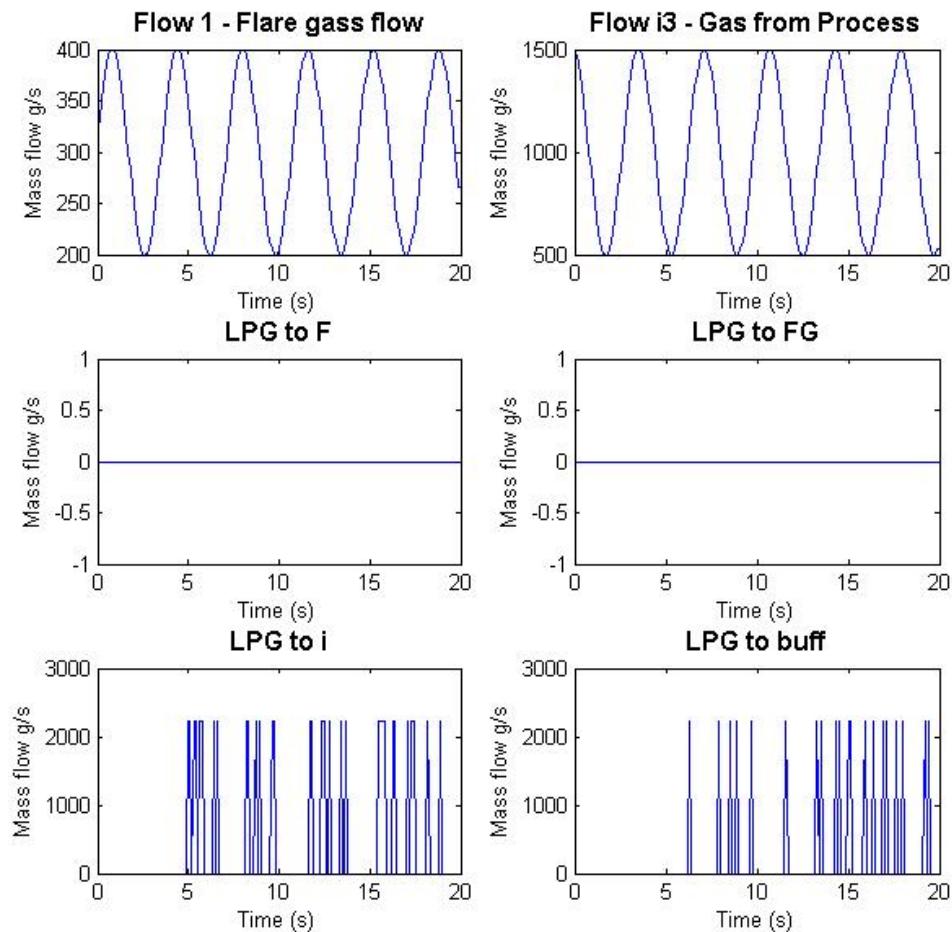 Flow 1 - Flare gass flow
400
350
300
250
200
Mass flow g/s
0 5 10 15 20
Time (s)
Flow i3 - Gas from Process
1500
1000
500
Mass flow g/s
0 5 10 15 20
Time (s)
LPG to F
1
0.5
0
-0.5
-1
Mass flow g/s
0 5 10 15 20
Time (s)
LPG to FG
1
0.5
0
-0.5
-1
Mass flow g/s
0 5 10 15 20
Time (s)
LPG to i
3000
2000
1000
0
Mass flow g/s
0 5 10 15 20
Time (s)
LPG to buff
3000
2000
1000
0
Mass flow g/s
0 5 10 15 20
Time (s)